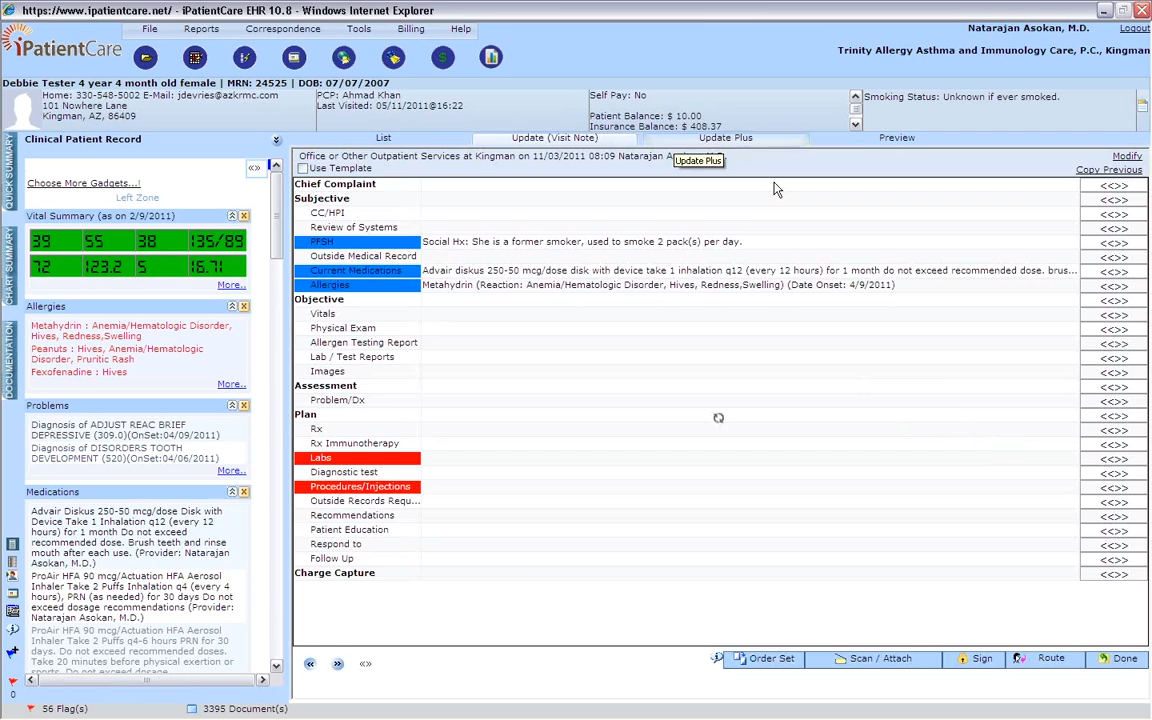 https://www.ipatientcare.net/ - iPatientCare EHR 10.8 - Windows Internet Explorer
File Reports Correspondence Tools Billing Help
Natarajan Asokan, M.D. Logout
iPatientCare
Trinity Allergy Asthma and Immunology Care, P.C., Kingman
Debbie Tester 4 year 4 month old female | MRN: 24525 | DOB: 07/07/2007
Home: 330-548-5002 E-Mail: jdevries@azkrmc.com
101 Nowhere Lane
Kingman, AZ, 86409
PCP: Ahmad Khan
Last Visited: 05/11/2011@16:22
Self Pay: No
Patient Balance: $ 10.00
Insurance Balance: $ 408.37
Smoking Status: Unknown if ever smoked.
QUICK SUMMARY
CHART SUMMARY
DOCUMENTATION
Clinical Patient Record
<>
Choose More Gadgets...!
Left Zone
Vital Summary (as on 2/9/2011)
39 55 38 135/89
72 123.2 5 16.71
More..
Allergies
Metahydrin : Anemia/Hematologic Disorder,
Hives, Redness,Swelling
Peanuts : Hives, Anemia/Hematologic
Disorder, Pruritic Rash
Fexofenadine : Hives
More..
Problems
Diagnosis of ADJUST REAC BRIEF
DEPRESSIVE (309.0)(OnSet:04/09/2011)
Diagnosis of DISORDERS TOOTH
DEVELOPMENT (520)(OnSet:04/06/2011)
More..
Medications
Advair Diskus 250-50 mcg/dose Disk with
Device Take 1 Inhalation q12 (every 12
hours) for 1 month Do not exceed
recommended dose. Brush teeth and rinse
mouth after each use. (Provider: Natarajan
Asokan, M.D.)
ProAir HFA 90 mcg/Actuation HFA Aerosol
Inhaler Take 2 Puffs Inhalation q4 (every 4
hours), PRN (as needed) for 30 days Do not
exceed dosage recommendations (Provider:
Natarajan Asokan, M.D.)
ProAir HFA 90 mcg/Actuation HFA Aerosol
Inhaler Take 2 Puffs q4-6 hours PRN for 30
days. Do not exceed recommended doses.
Take 20 minutes before physical exertion or
sports. Do not exceed dosage
0
List Update (Visit Note) Update Plus Preview
Office or Other Outpatient Services at Kingman on 11/03/2011 08:09 Natarajan
Update Plus
Modify
Use Template
Copy Previous
Chief Complaint <<>>
Subjective <<>>
CC/HPI <<>>
Review of Systems <<>>
PFSH Social Hx: She is a former smoker, used to smoke 2 pack(s) per day. <<>>
Outside Medical Record <<>>
Current Medications Advair diskus 250-50 mcg/dose disk with device take 1 inhalation q12 (every 12 hours) for 1 month do not exceed recommended dose. brus... <<>>
Allergies Metahydrin (Reaction: Anemia/Hematologic Disorder, Hives, Redness,Swelling) (Date Onset: 4/9/2011) <<>>
Objective <<>>
Vitals <<>>
Physical Exam <<>>
Allergen Testing Report <<>>
Lab / Test Reports <<>>
Images <<>>
Assessment <<>>
Problem/Dx <<>>
Plan <<>>
Rx <<>>
Rx Immunotherapy <<>>
Labs <<>>
Diagnostic test <<>>
Procedures/Injections <<>>
Outside Records Requ... <<>>
Recommendations <<>>
Patient Education <<>>
Respond to <<>>
Follow Up <<>>
Charge Capture <<>>
<>
Order Set Scan / Attach Sign Route Done
56 Flag(s) 3395 Document(s)